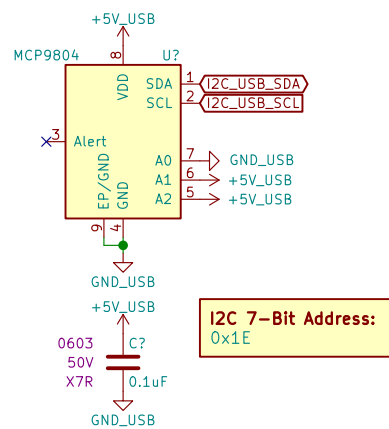 +5V_USB
MCP9804
U?
8
VDD
SDA
1
I2C_USB_SDA
SCL
2
I2C_USB_SCL
3
Alert
A0
7
GND_USB
A1
6
+5V_USB
A2
5
+5V_USB
EP/GND
GND
9
4
GND_USB
+5V_USB
0603
C?
50V
X7R
0.1uF
GND_USB
I2C 7-Bit Address:
0x1E